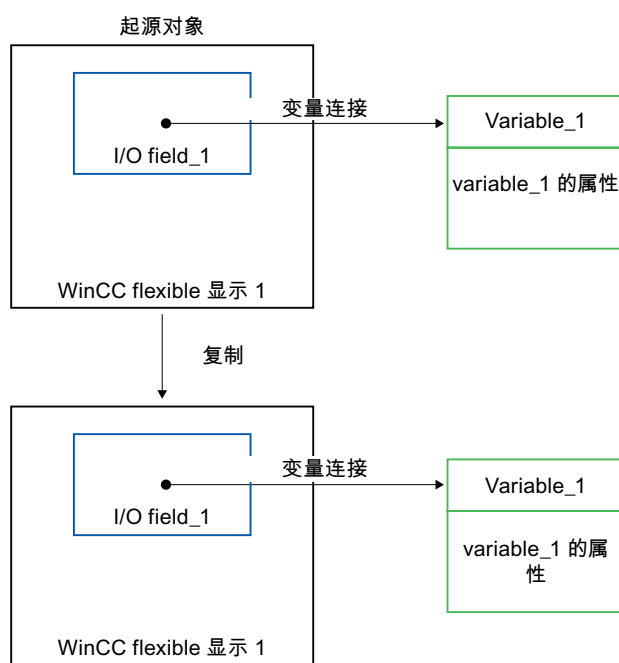 起源对象
变量连接
Variable_1
I/O field_1
variable_1 的属性
WinCC flexible 显示 1
复制
变量连接
Variable_1
I/O field_1
variable_1 的属
性
WinCC flexible 显示 1